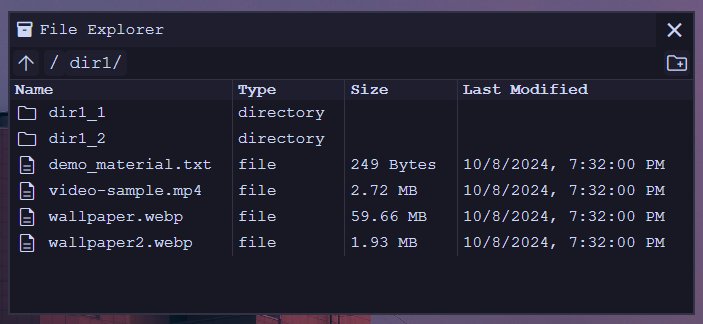 File Explorer
/ dir1/
Name Type Size Last Modified
dir1_1 directory
dir1_2 directory
demo_material.txt file 249 Bytes 10/8/2024, 7:32:00 PM
video-sample.mp4 file 2.72 MB 10/8/2024, 7:32:00 PM
wallpaper.webp file 59.66 MB 10/8/2024, 7:32:00 PM
wallpaper2.webp file 1.93 MB 10/8/2024, 7:32:00 PM